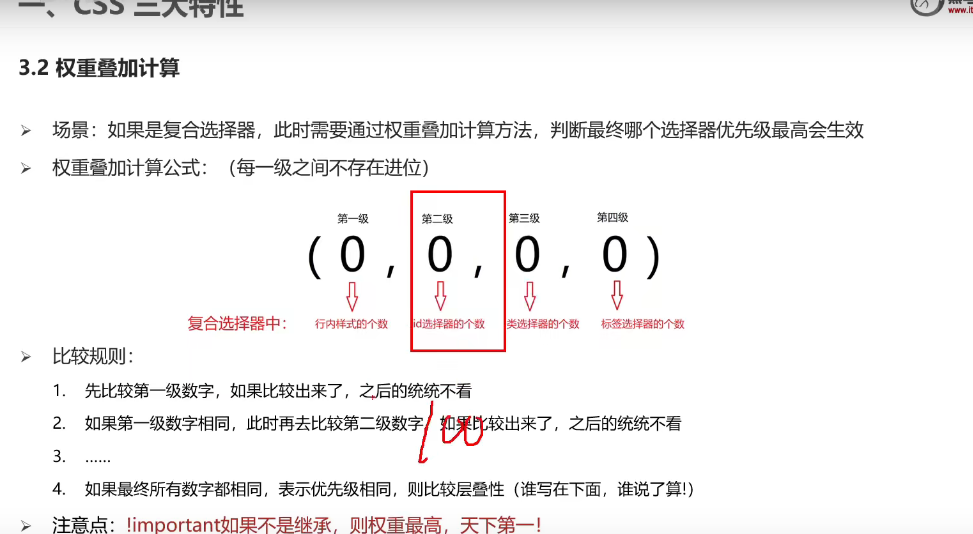 一、CSS 三大特性
www.it
3.2 权重叠加计算
➢ 场景：如果是复合选择器，此时需要通过权重叠加计算方法，判断最终哪个选择器优先级最高会生效
➢ 权重叠加计算公式：（每一级之间不存在进位）
第一级 第二级 第三级 第四级
( 0 , 0 , 0 , 0 )
复合选择器中： 行内样式的个数 id选择器的个数 类选择器的个数 标签选择器的个数
➢ 比较规则：
1. 先比较第一级数字，如果比较出来了，之后的统统不看
2. 如果第一级数字相同，此时再去比较第二级数字，如果比较出来了，之后的统统不看
100
3. ......
4. 如果最终所有数字都相同，表示优先级相同，则比较层叠性（谁写在下面，谁说了算!）
➢ 注意点：!important如果不是继承，则权重最高，天下第一!